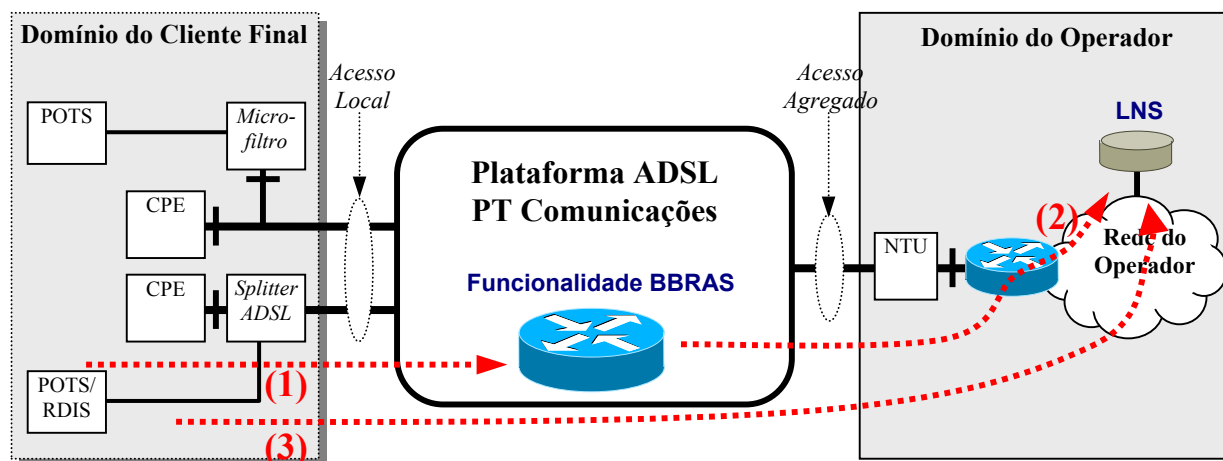 Domínio do Cliente Final
POTS
Micro-
filtro
CPE
CPE
Splitter
ADSL
POTS/
RDIS
(1)
(3)
Acesso
Local
Plataforma ADSL
PT Comunicações
Funcionalidade BBRAS
Acesso
Agregado
Domínio do Operador
LNS
(2)
NTU
Rede do
Operador